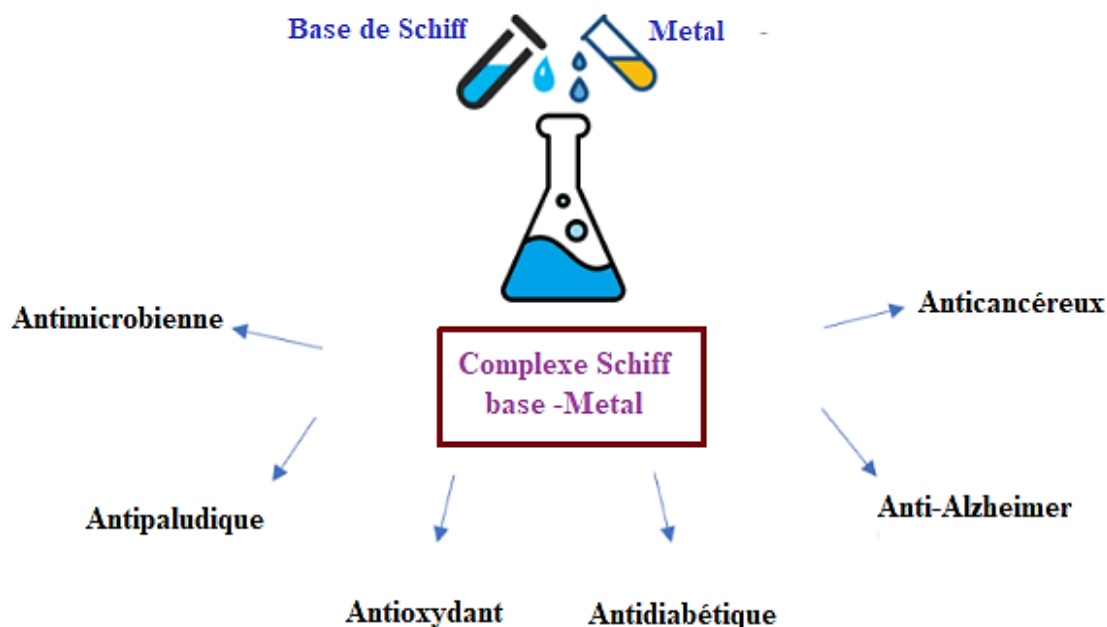 Base de Schiff
Metal -
Complexe Schiff
base -Metal
Antimicrobienne
Anticancéreux
Antipaludique
Anti-Alzheimer
Antioxydant
Antidiabétique